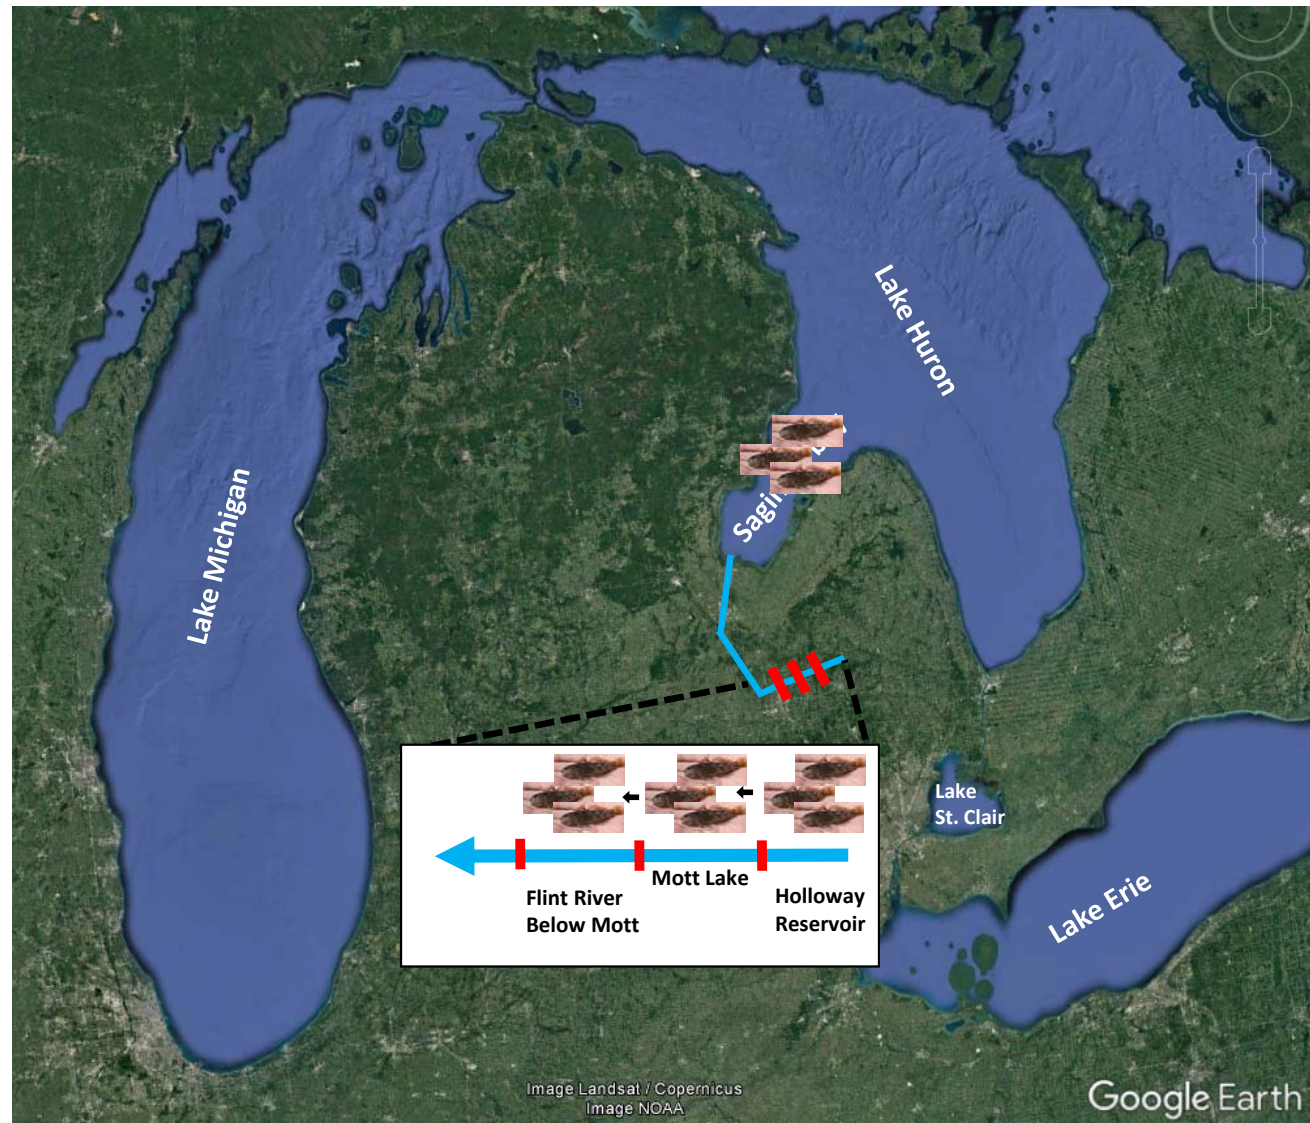 Lake Huron
Lake Michigan
Lake
St. Clair
Mott Lake
Flint River
Below Mott
Holloway
Reservoir
Lake Erie
Image Landsat / Copernicus
Image NOAA
Google Earth